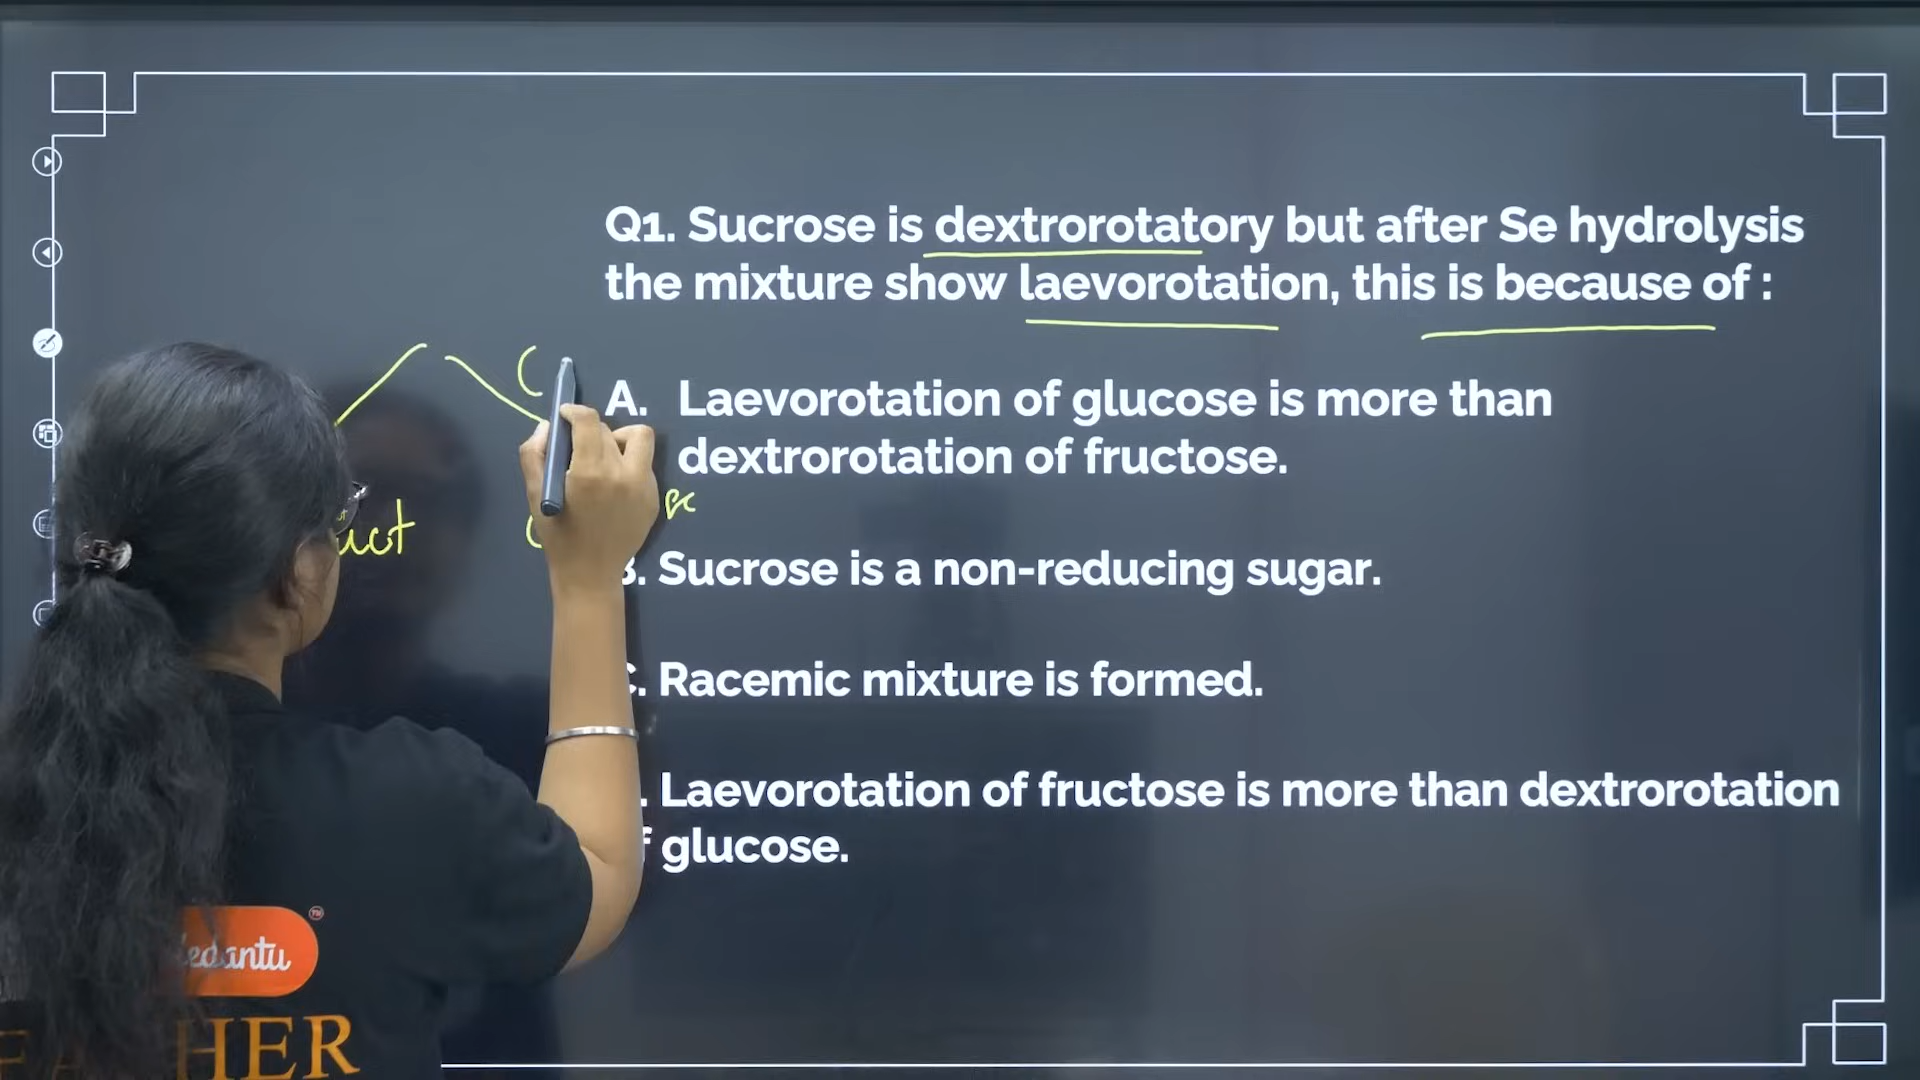 Q1. Sucrose is dextrorotatory but after Se hydrolysis
the mixture show laevorotation, this is because of :
A. Laevorotation of glucose is more than
dextrorotation of fructose.
. Sucrose is a non-reducing sugar.
. Racemic mixture is formed.
. Laevorotation of fructose is more than dextrorotation
glucose.